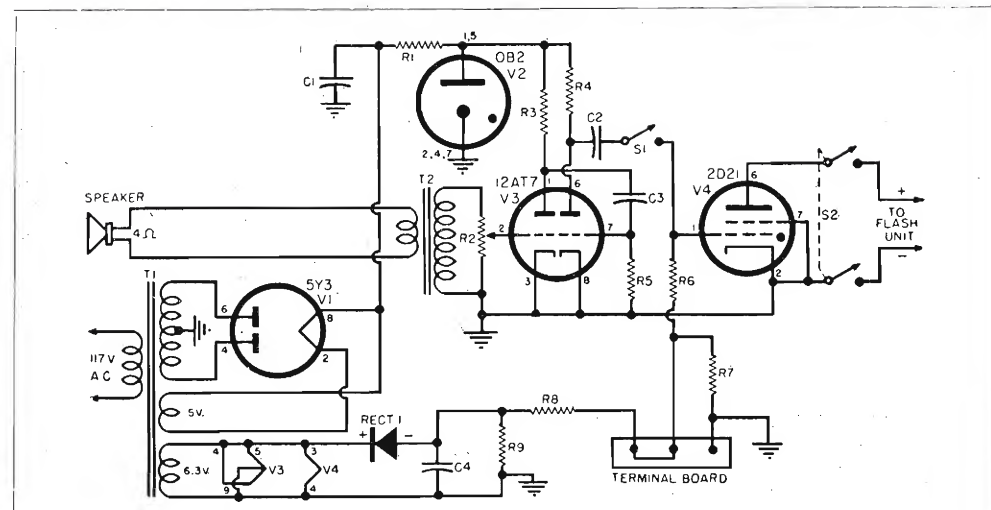 1,5
R1
OB2
V2
C1
R4
R3
C2
S1
2,4,7
T2
12AT7
V3
1
6
2D21
V4
6
SPEAKER
4Ω
C3
R2
2
7
1
7
S2
+
TO
FLASH
UNIT
−
T1
5Y3
V1
3
8
R5
R6
2
6
8
4
2
117V
AC
R7
5V.
RECT 1
R8
+
−
4
5
3
R9
6.3V.
V3
V4
C4
9
4
TERMINAL BOARD